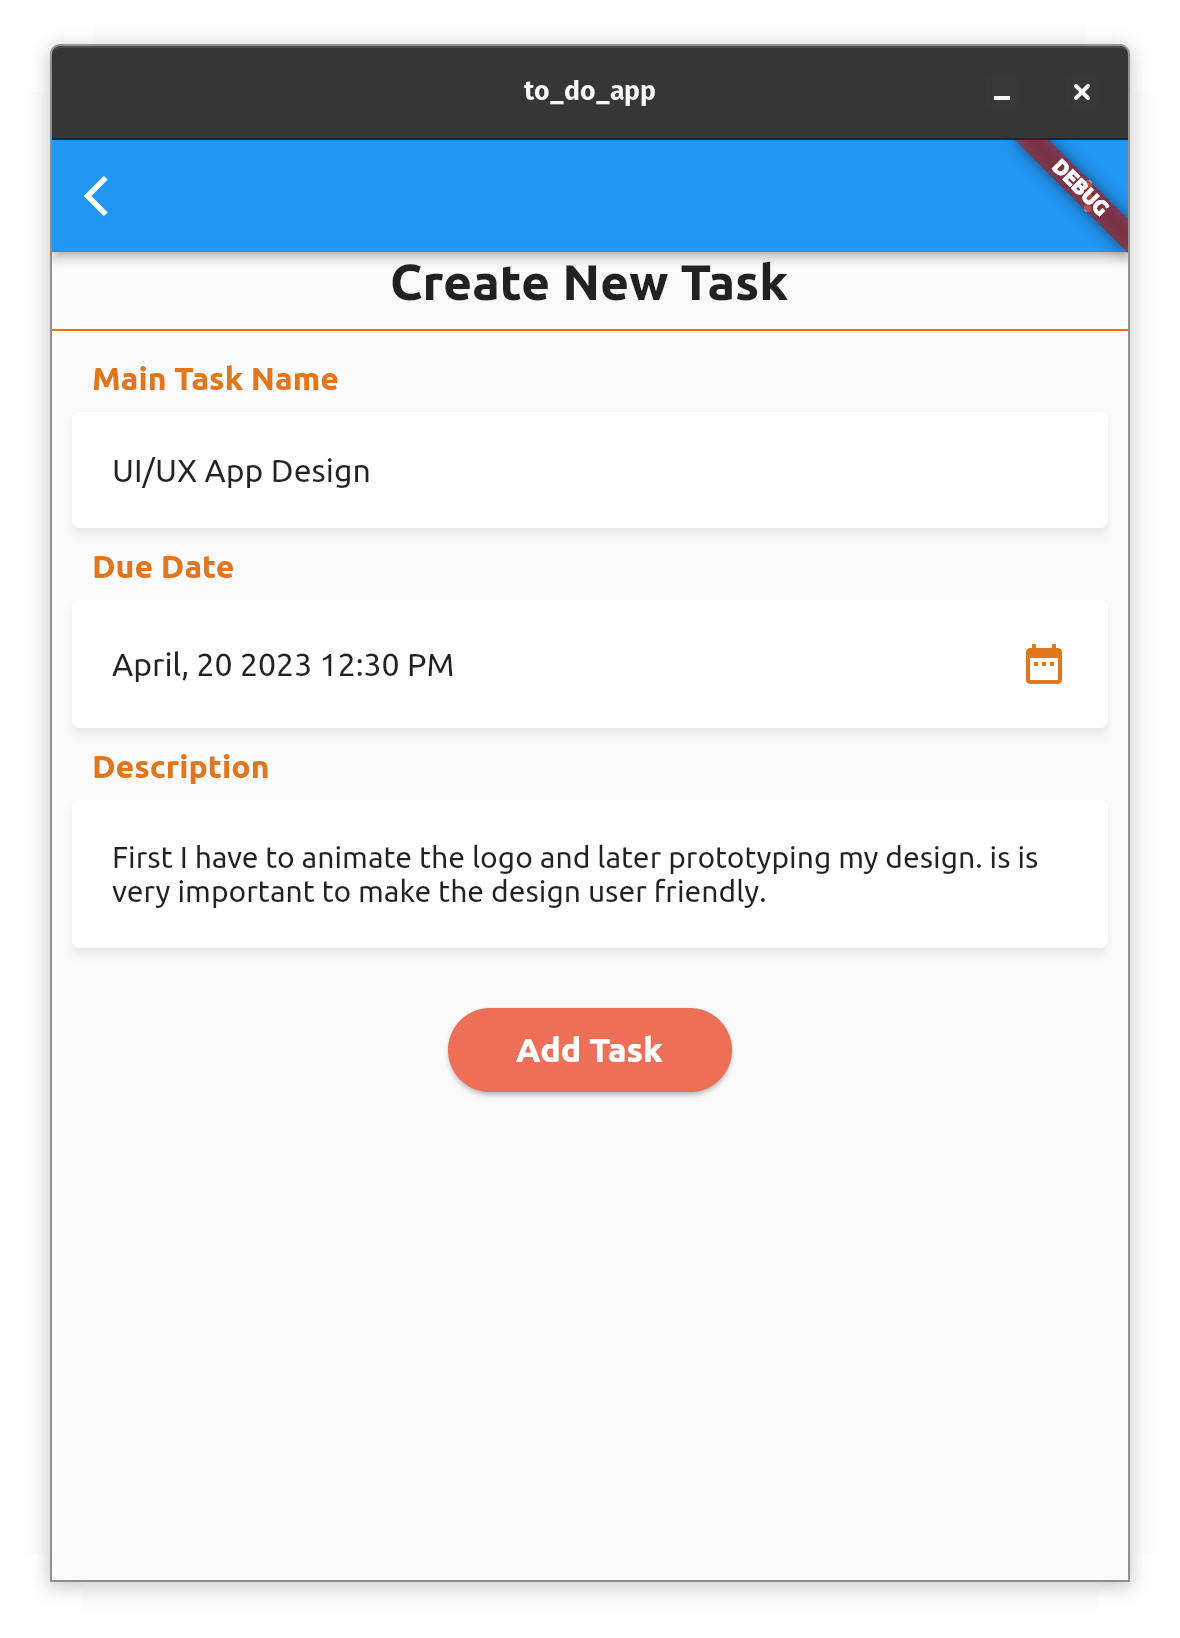 to_do_app
DEBUG
Create New Task
Main Task Name
UI/UX App Design
Due Date
April, 20 2023 12:30 PM
Description
First I have to animate the logo and later prototyping my design. is is
very important to make the design user friendly.
Add Task